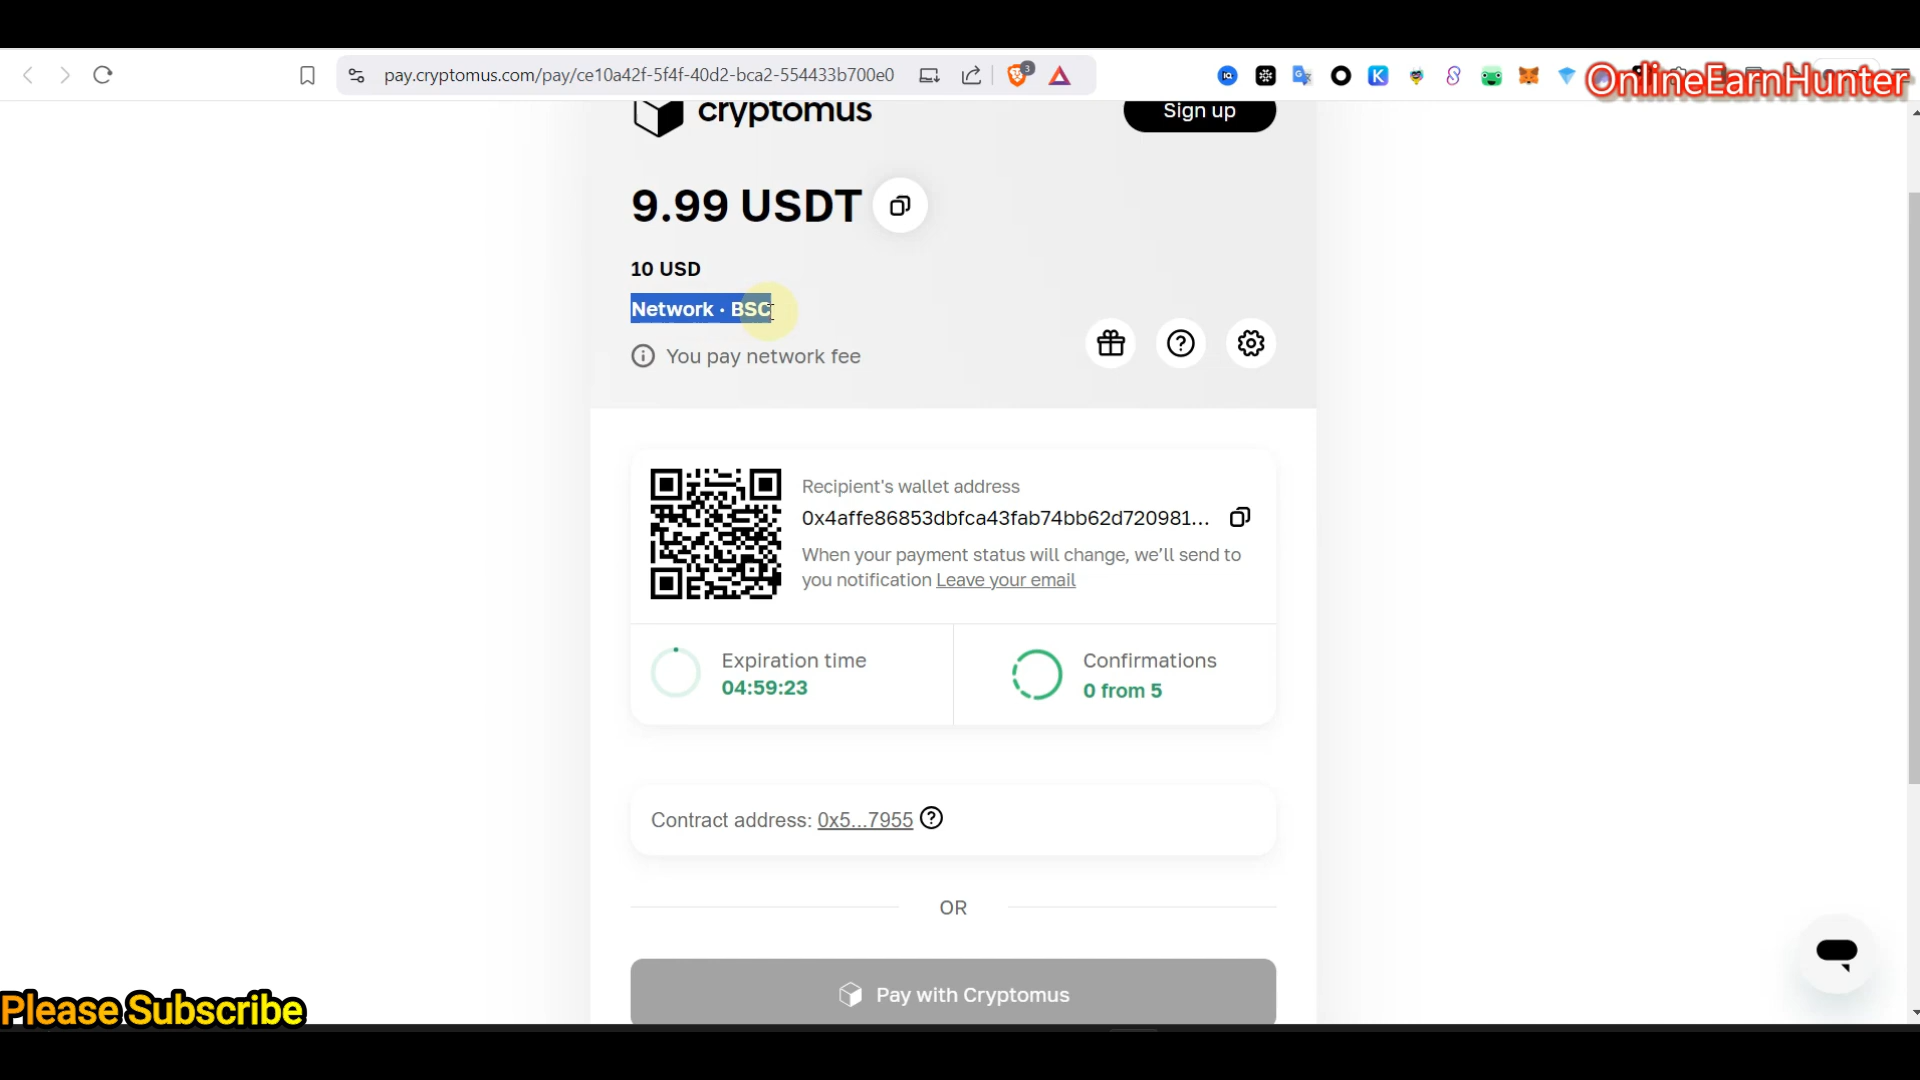 pay.cryptomus.com/pay/ce10a42f-5f4f-40d2-bca2-554433b700e0
3
OnlineEarnHunter
cryptomus
Sign up
9.99 USDT
10 USD
Network · BSC
You pay network fee
Recipient's wallet address
0x4affe86853dbfca43fab74bb62d720981...
When your payment status will change, we'll send to
you notification Leave your email
Expiration time
04:59:23
Confirmations
0 from 5
Contract address: 0x5...7955
OR
Pay with Cryptomus
Please Subscribe